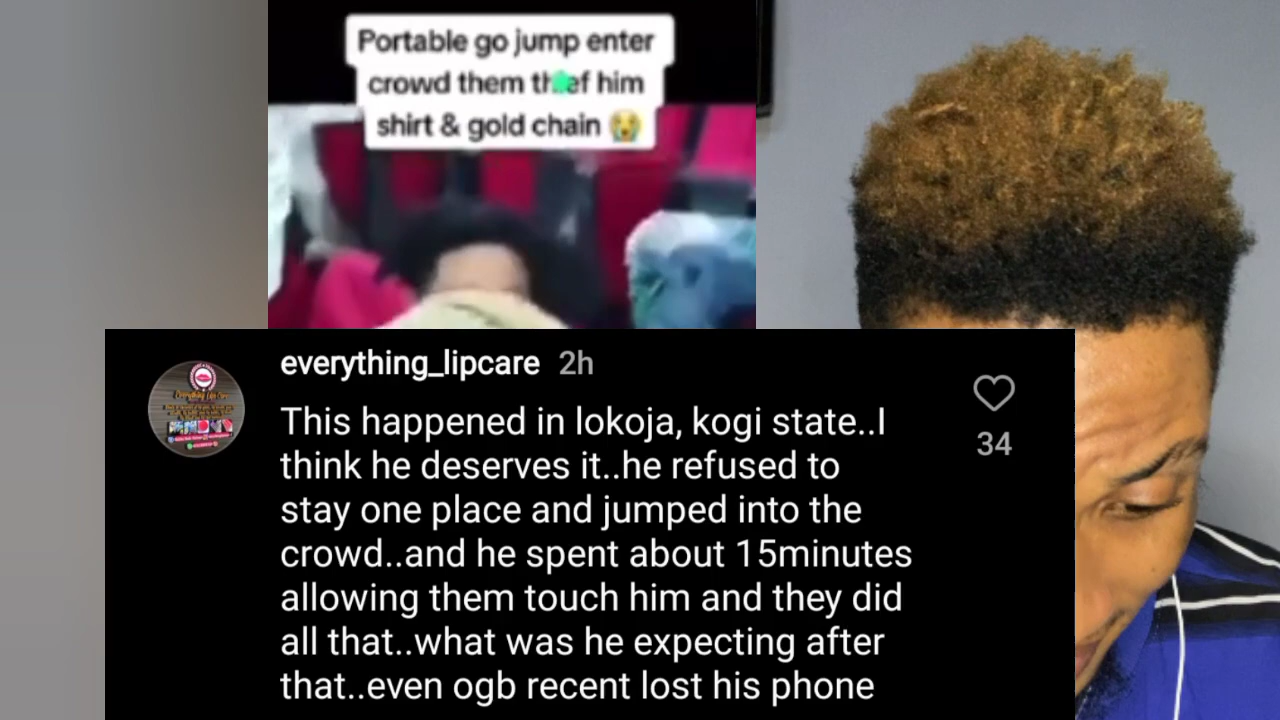 Portable go jump enter
crowd them thief him
shirt & gold chain 😭
everything_lipcare 2h
This happened in lokoja, kogi state..I
think he deserves it..he refused to
stay one place and jumped into the
crowd..and he spent about 15minutes
allowing them touch him and they did
all that..what was he expecting after
that..even ogb recent lost his phone
34